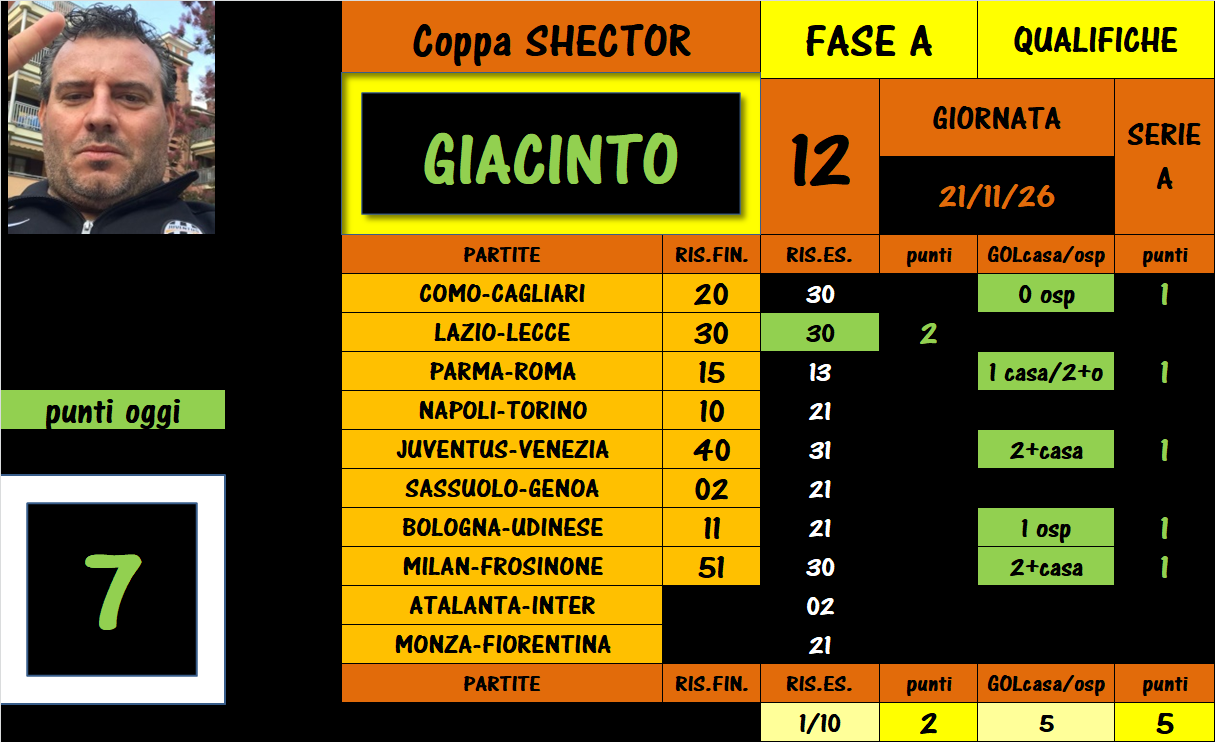 Coppa SHECTOR FASE A QUALIFICHE
GIACINTO 12 GIORNATA SERIE A
21/11/26
PARTITE RIS.FIN. RIS.ES. punti GOLcasa/osp punti
COMO-CAGLIARI 20 30 0 osp 1
LAZIO-LECCE 30 30 2
PARMA-ROMA 15 13 1 casa/2+o 1
NAPOLI-TORINO 10 21
punti oggi
JUVENTUS-VENEZIA 40 31 2+casa 1
SASSUOLO-GENOA 02 21
BOLOGNA-UDINESE 11 21 1 osp 1
MILAN-FROSINONE 51 30 2+casa 1
7
ATALANTA-INTER 02
MONZA-FIORENTINA 21
PARTITE RIS.FIN. RIS.ES. punti GOLcasa/osp punti
1/10 2 5 5